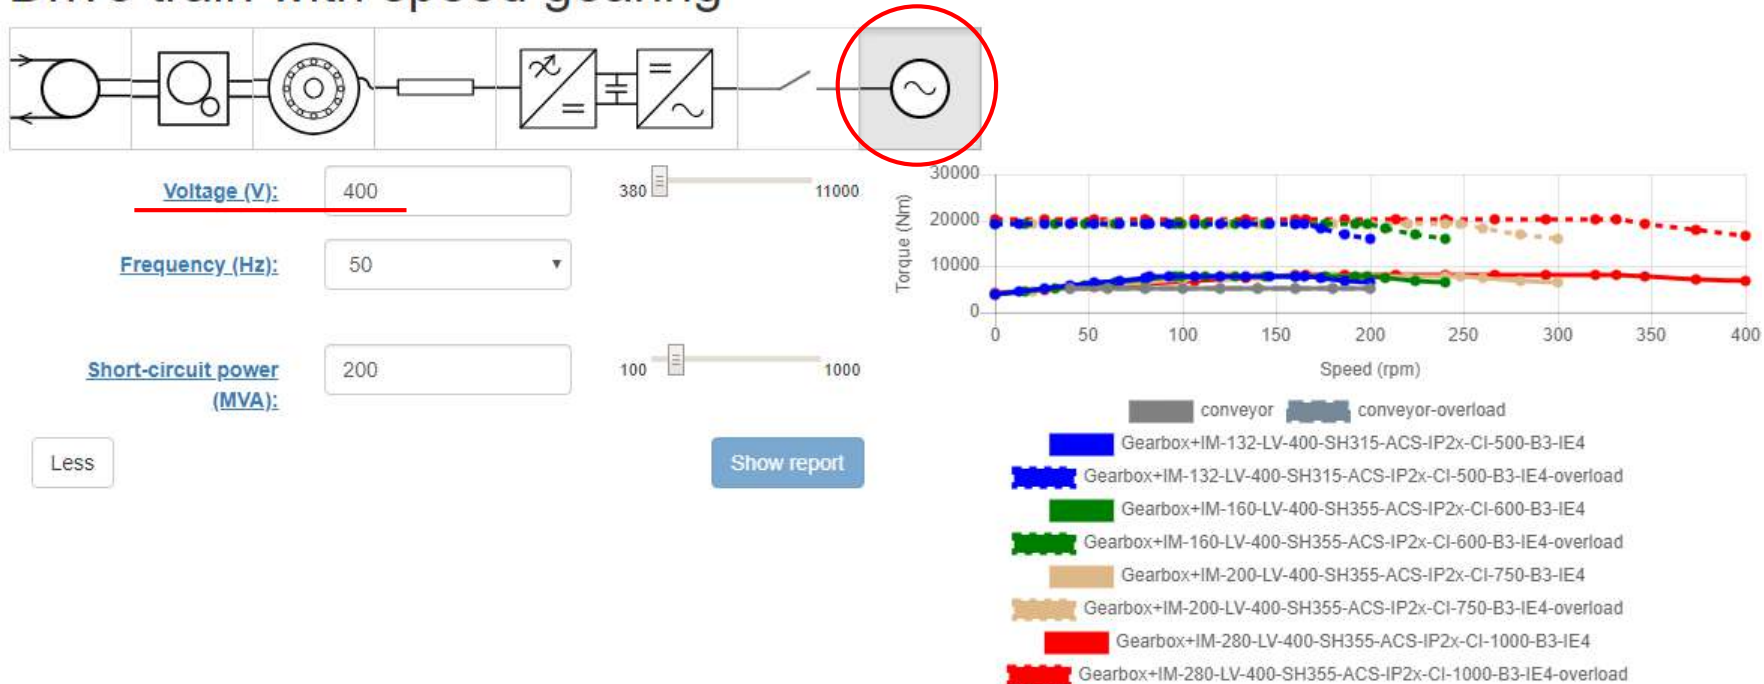 Drive train with speed gearing
Voltage (V):
400
380
11000
Frequency (Hz):
50
Short-circuit power
(MVA):
200
100
1000
Less
Show report
30000
20000
10000
0
Torque (Nm)
0 50 100 150 200 250 300 350 400
Speed (rpm)
conveyor conveyor-overload
Gearbox+IM-132-LV-400-SH315-ACS-IP2x-CI-500-B3-IE4
Gearbox+IM-132-LV-400-SH315-ACS-IP2x-CI-500-B3-IE4-overload
Gearbox+IM-160-LV-400-SH355-ACS-IP2x-CI-600-B3-IE4
Gearbox+IM-160-LV-400-SH355-ACS-IP2x-CI-600-B3-IE4-overload
Gearbox+IM-200-LV-400-SH355-ACS-IP2x-CI-750-B3-IE4
Gearbox+IM-200-LV-400-SH355-ACS-IP2x-CI-750-B3-IE4-overload
Gearbox+IM-280-LV-400-SH355-ACS-IP2x-CI-1000-B3-IE4
Gearbox+IM-280-LV-400-SH355-ACS-IP2x-CI-1000-B3-IE4-overload